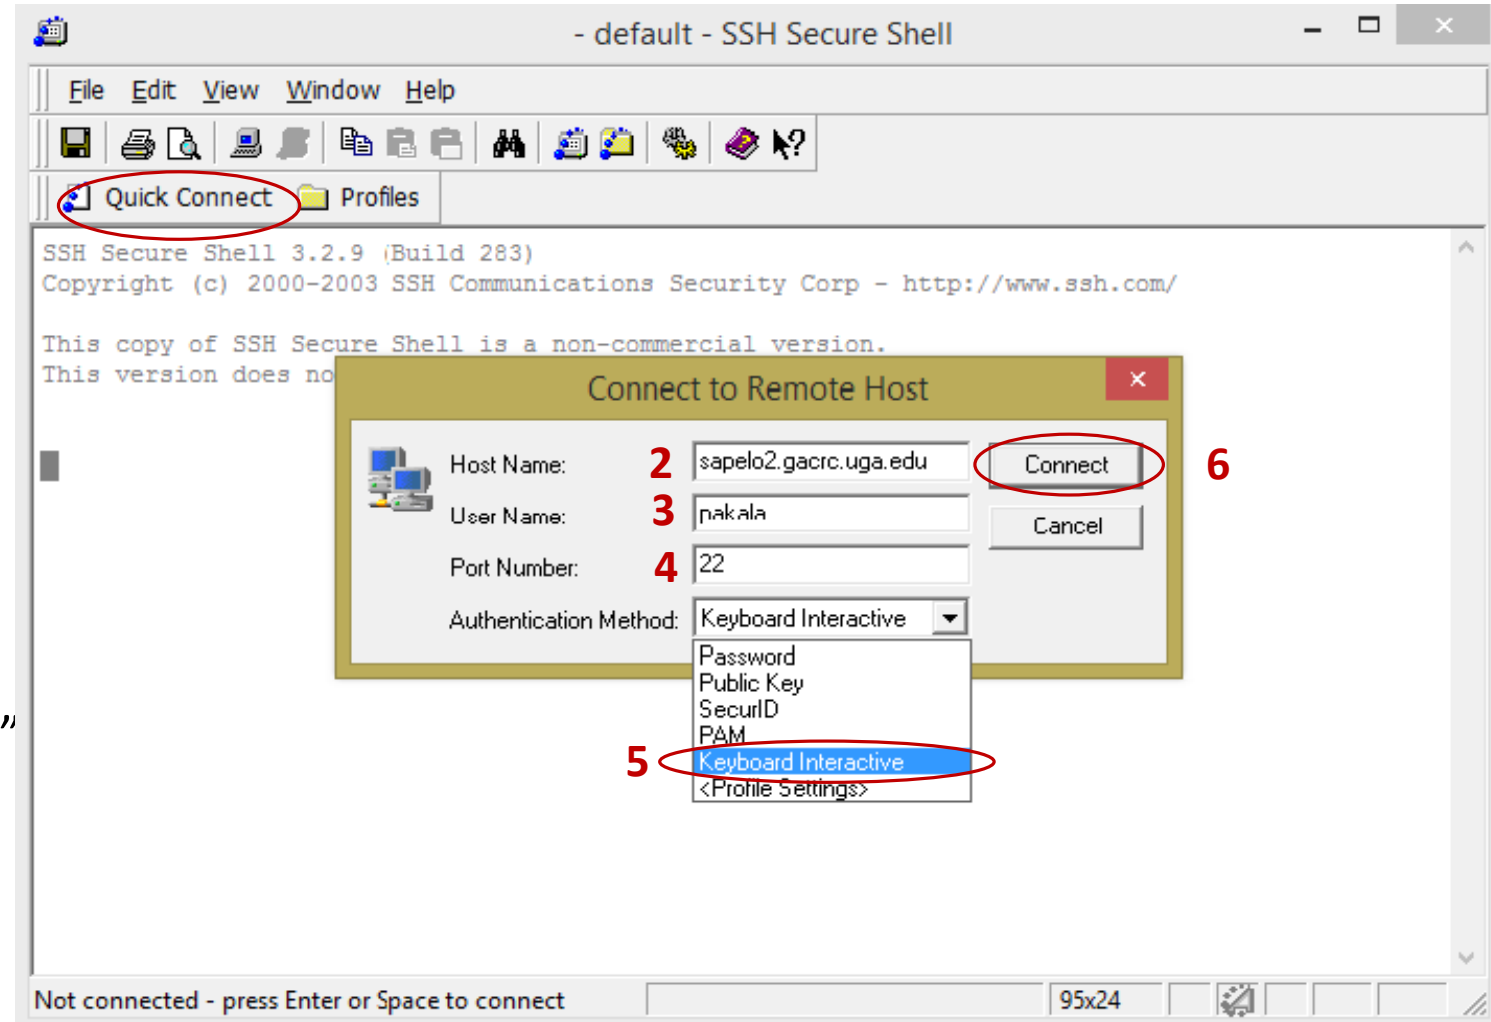 - default - SSH Secure Shell
File Edit View Window Help
Quick Connect Profiles
SSH Secure Shell 3.2.9 (Build 283)
Copyright (c) 2000-2003 SSH Communications Security Corp - http://www.ssh.com/
This copy of SSH Secure Shell is a non-commercial version.
This version does no
Connect to Remote Host
Host Name: 2 sapelo2.gacrc.uga.edu Connect 6
User Name: 3 pakala Cancel
Port Number: 4 22
Authentication Method: Keyboard Interactive
Password
Public Key
SecurID
PAM
5 Keyboard Interactive
<Profile Settings>
”
Not connected - press Enter or Space to connect 95x24